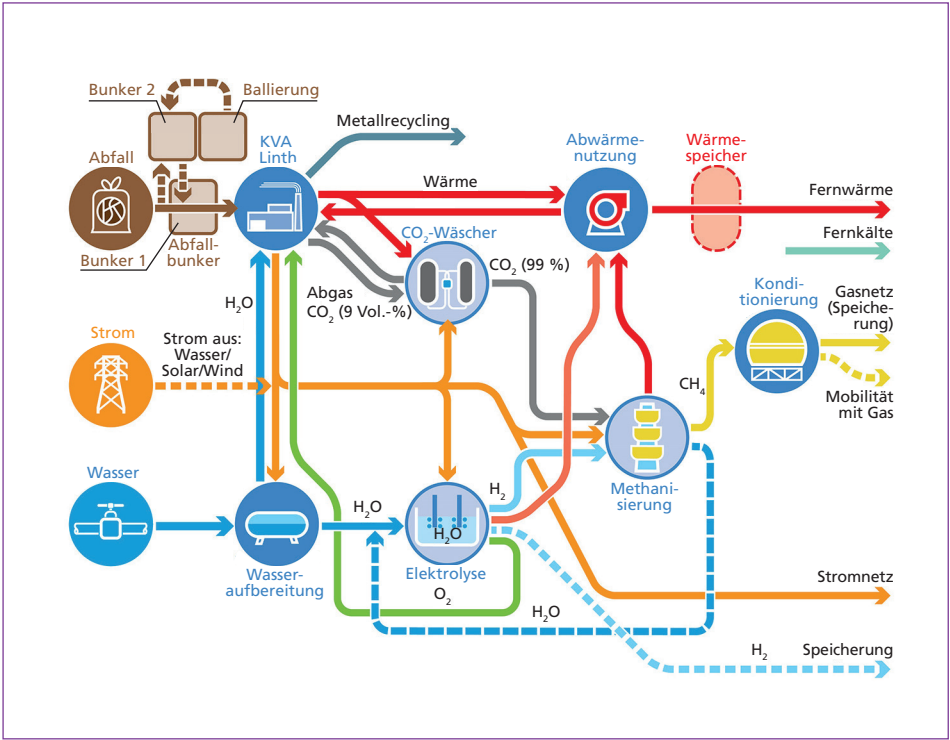 Bunker 2
Ballierung
Metallrecycling
KVA
Linth
Abwärme-
nutzung
Wärme-
speicher
Abfall
Wärme
Fernwärme
Bunker 1
Abfall-
bunker
CO₂-Wäscher
Fernkälte
CO₂ (99 %)
H₂O
Abgas
CO₂ (9 Vol.-%)
Kondi-
tionierung
Gasnetz
(Speiche-
rung)
Strom
Strom aus:
Wasser/
Solar/Wind
CH₄
Mobilität
mit Gas
Wasser
H₂O
H₂
Methani-
sierung
H₂O
Wasser-
aufbereitung
Elektrolyse
O₂
H₂O
Stromnetz
H₂
Speicherung